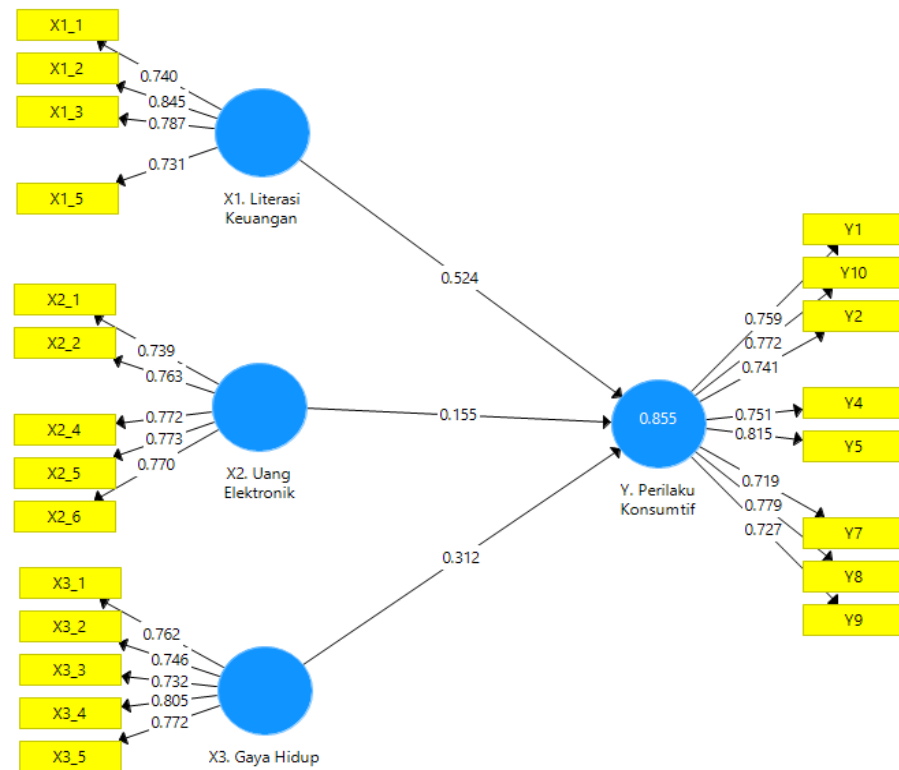 X1_1
X1_2
X1_3
X1_5
0.740
0.845
0.787
0.731
X1. Literasi
Keuangan
X2_1
X2_2
X2_4
X2_5
X2_6
0.739
0.763
0.772
0.773
0.770
X2. Uang
Elektronik
X3_1
X3_2
X3_3
X3_4
X3_5
0.762
0.746
0.732
0.805
0.772
X3. Gaya Hidup
0.524
0.155
0.312
0.855
Y. Perilaku
Konsumtif
0.759
0.772
0.741
0.751
0.815
0.719
0.779
0.727
Y1
Y10
Y2
Y4
Y5
Y7
Y8
Y9